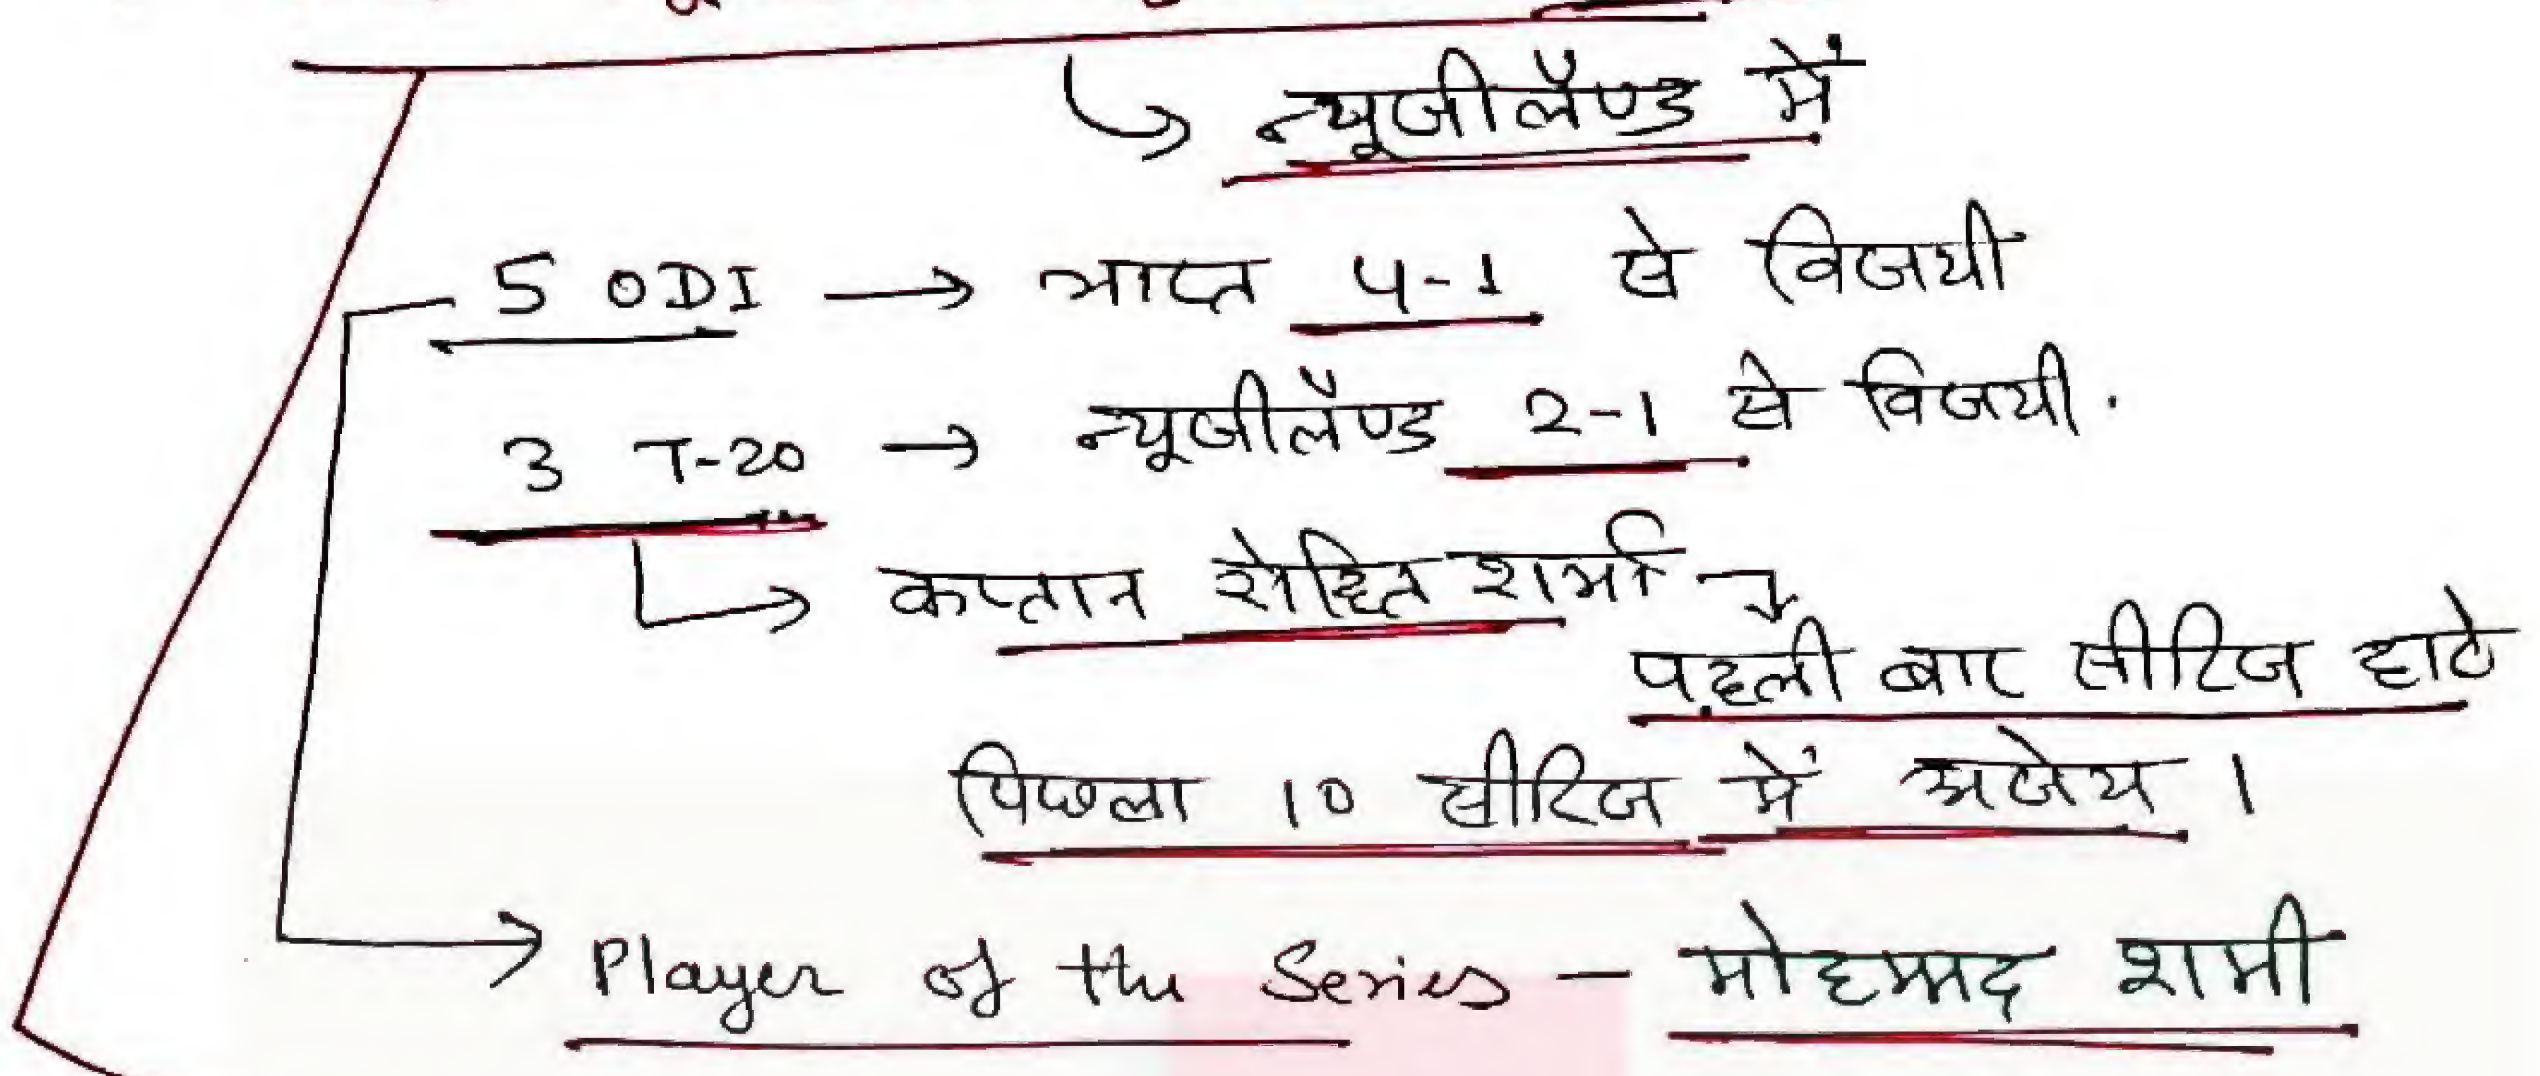 ↳ न्यूजीलैण्ड में
5 ODI → भारत 4-1 से विजयी
3 T-20 → न्यूजीलैण्ड 2-1 से विजयी.
↳ कप्तान रोहित शर्मा →
पहली बार सीरिज हारे
पिछला 10 सीरिज में अजेय ।
→ Player of the Series - मोहम्मद शमी